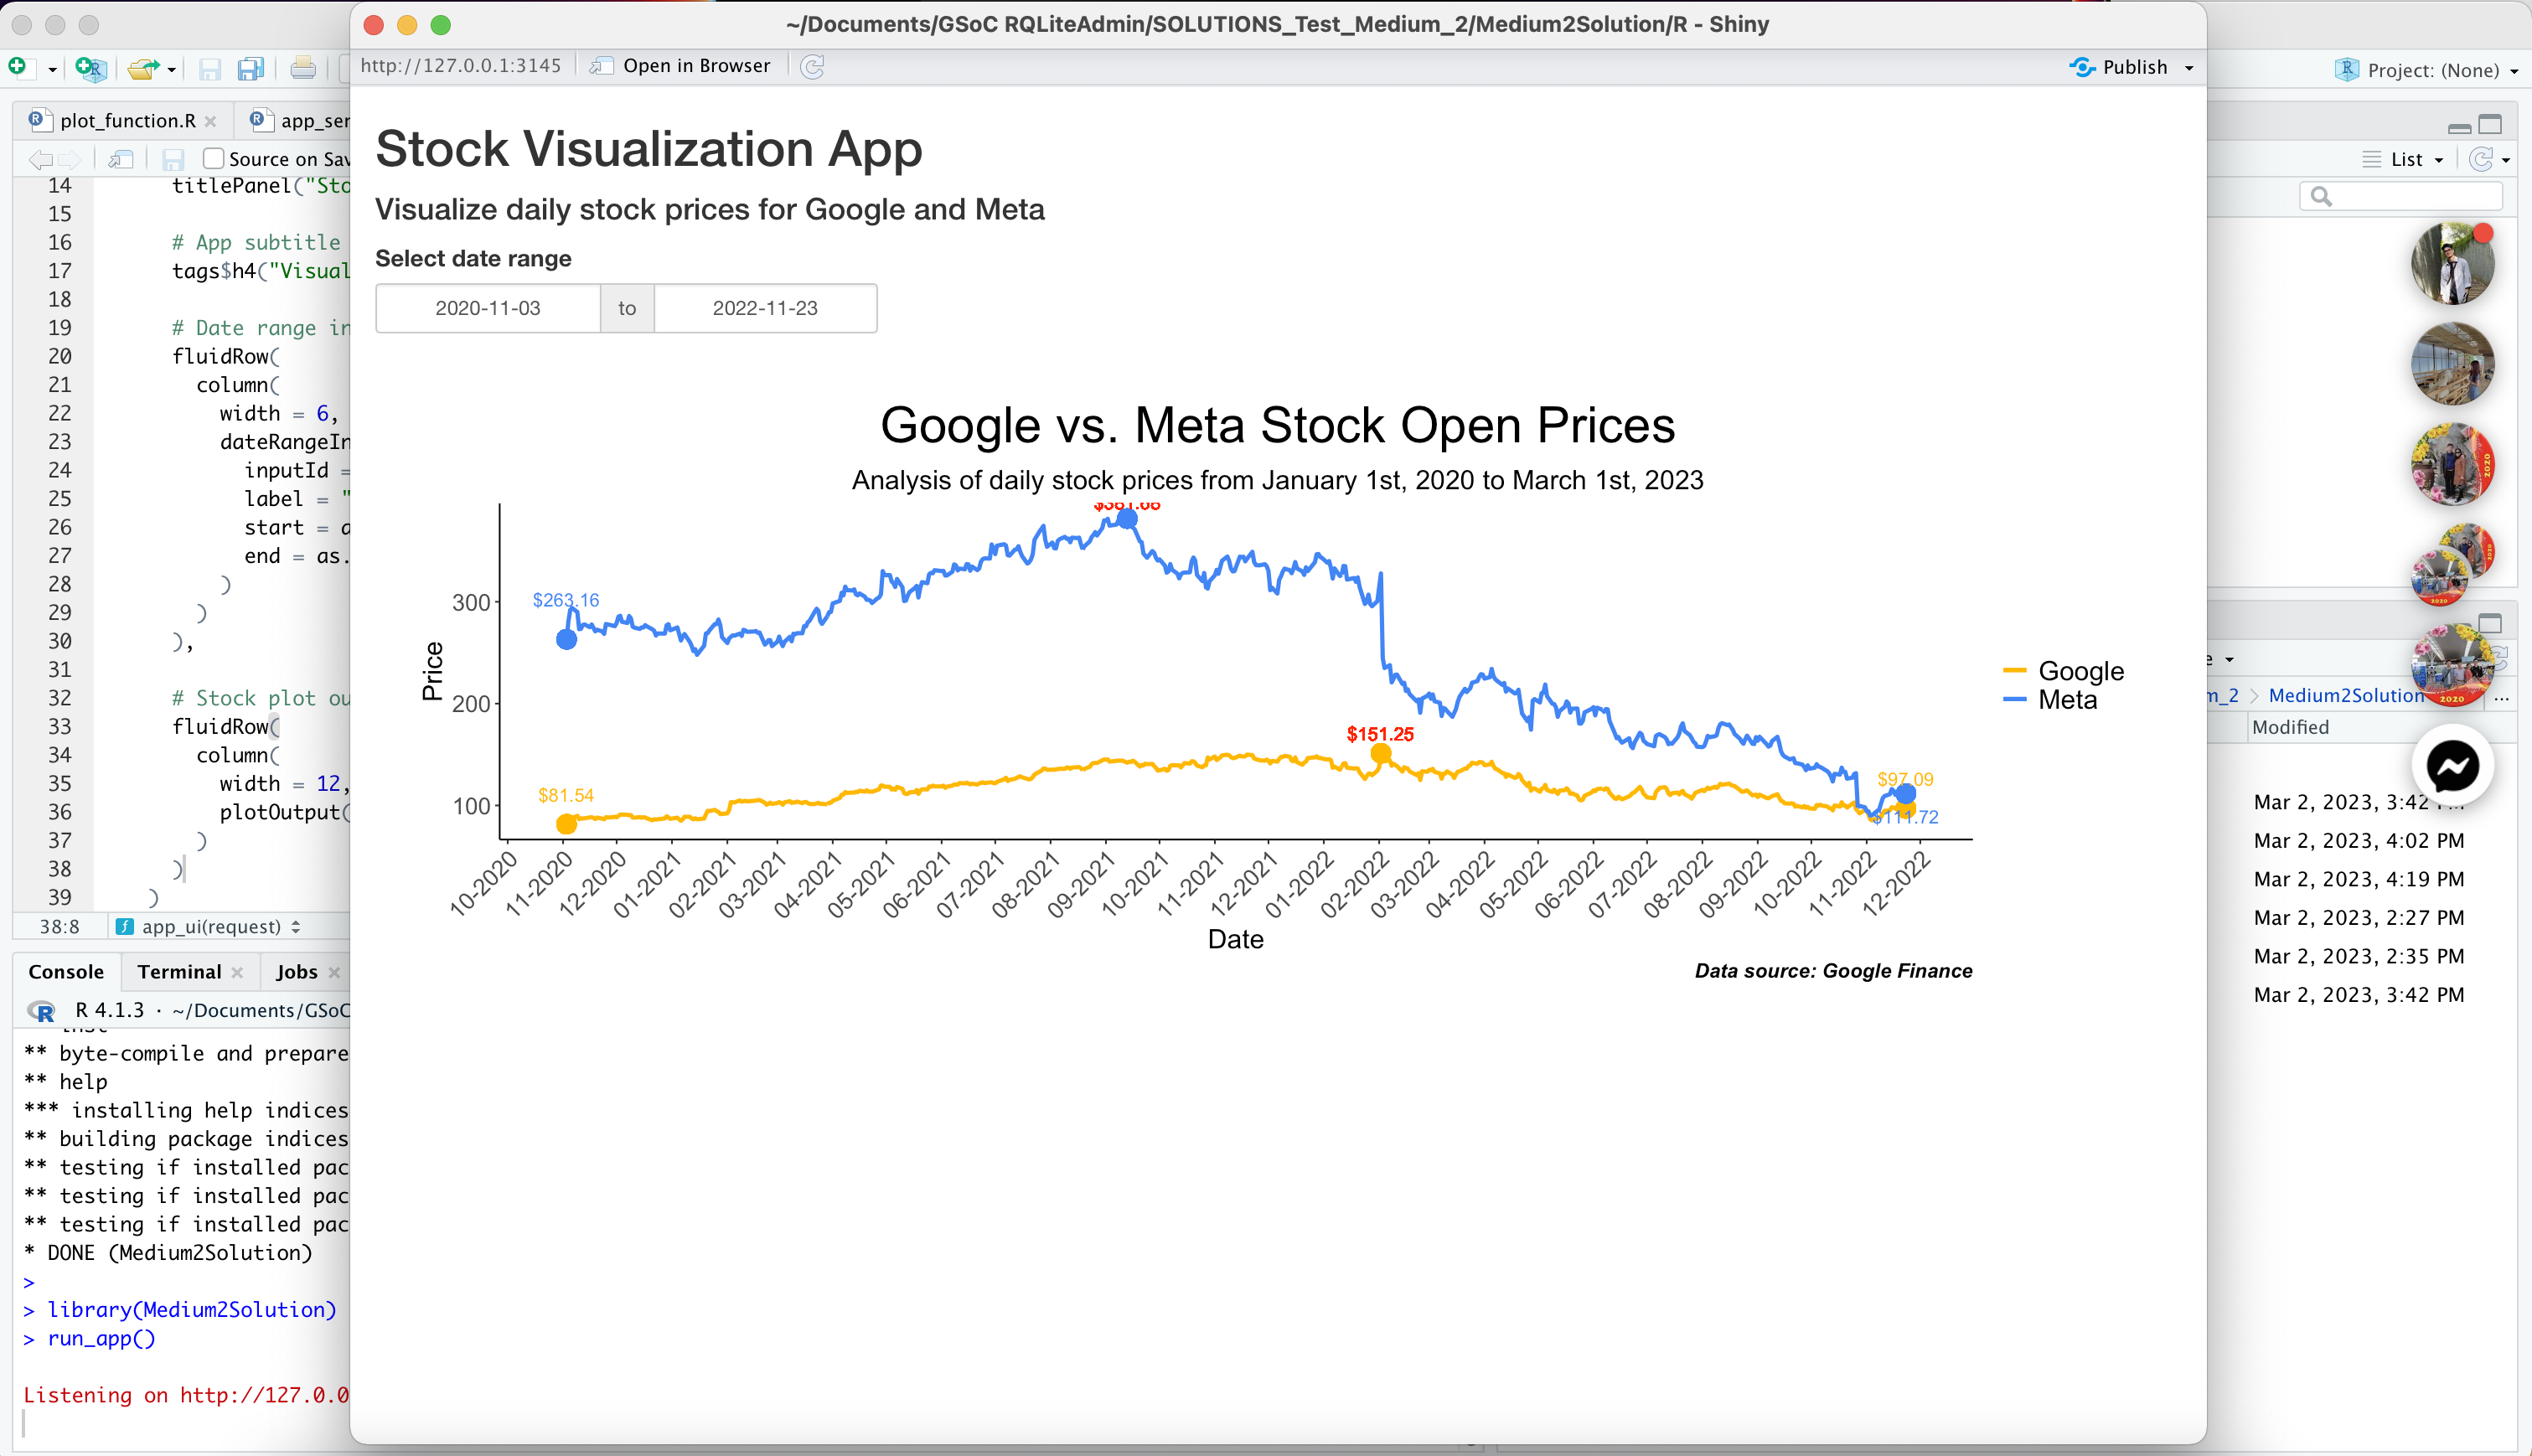 ~/Documents/GSoC RQLiteAdmin/SOLUTIONS_Test_Medium_2/Medium2Solution/R - Shiny
http://127.0.0.1:3145
Open in Browser
Publish
Project: (None)
plot_function.R
app_ser
Source on Sav
List
14 titlePanel("Sto
15
16 # App subtitle
17 tags$h4("Visual
18
19 # Date range in
20 fluidRow(
21 column(
22 width = 6,
23 dateRangeIn
24 inputId =
25 label = "
26 start = a
27 end = as.
28 )
29 )
30 ),
31
32 # Stock plot ou
33 fluidRow(
34 column(
35 width = 12,
36 plotOutput(
37 )
38 )
39 )
38:8 app_ui(request)
Console Terminal Jobs
R 4.1.3 · ~/Documents/GSoC
** byte-compile and prepare
** help
*** installing help indices
** building package indices
** testing if installed pac
** testing if installed pac
** testing if installed pac
* DONE (Medium2Solution)
>
> library(Medium2Solution)
> run_app()
Listening on http://127.0.0
Stock Visualization App
Visualize daily stock prices for Google and Meta
Select date range
2020-11-03 to 2022-11-23
Google vs. Meta Stock Open Prices
Analysis of daily stock prices from January 1st, 2020 to March 1st, 2023
$381.68
$263.16
$151.25
$81.54
$97.09
$111.72
Price
300
200
100
10-2020
11-2020
12-2020
01-2021
02-2021
03-2021
04-2021
05-2021
06-2021
07-2021
08-2021
09-2021
10-2021
11-2021
12-2021
01-2022
02-2022
03-2022
04-2022
05-2022
06-2022
07-2022
08-2022
09-2022
10-2022
11-2022
12-2022
Date
Google
Meta
Data source: Google Finance
m_2 > Medium2Solution ...
Modified
Mar 2, 2023, 3:42
Mar 2, 2023, 4:02 PM
Mar 2, 2023, 4:19 PM
Mar 2, 2023, 2:27 PM
Mar 2, 2023, 2:35 PM
Mar 2, 2023, 3:42 PM
2020
2020
2020